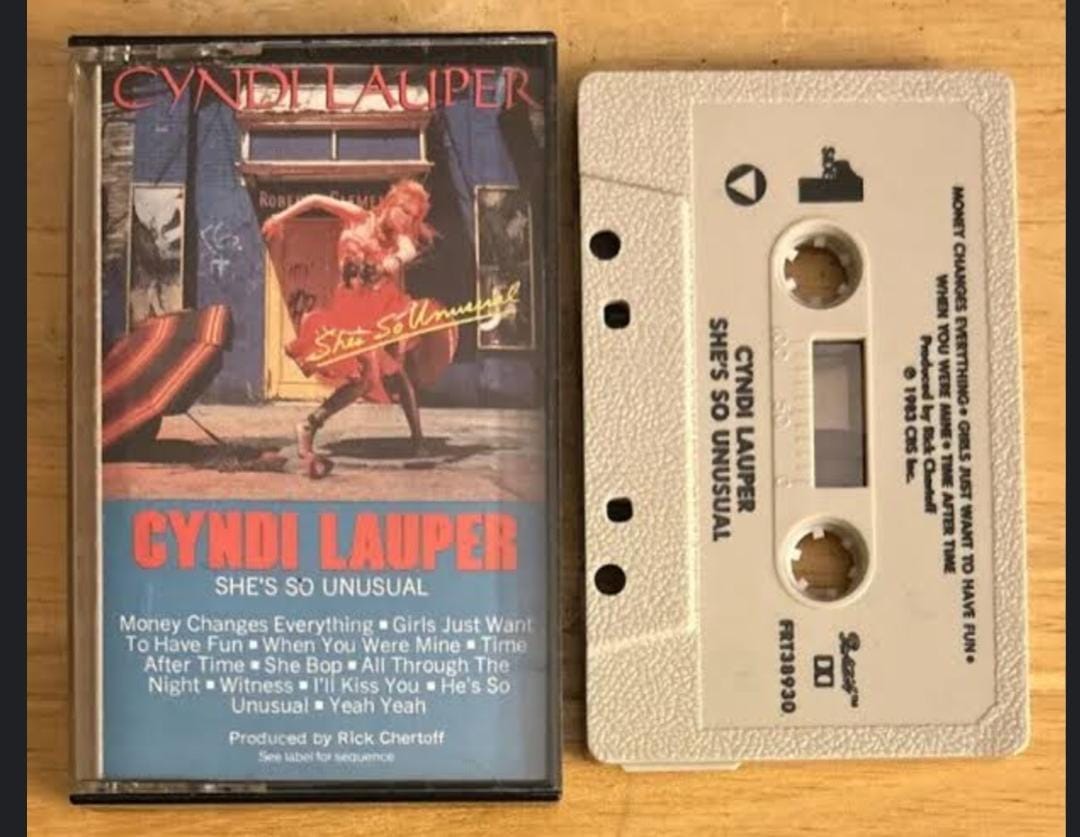 CYNDI LAUPER
ROBE
She's So Unusual
CYNDI LAUPER
SHE'S SO UNUSUAL
Money Changes Everything ▪ Girls Just Want
To Have Fun ▪ When You Were Mine ▪ Time
After Time ▪ She Bop ▪ All Through The
Night ▪ Witness ▪ I'll Kiss You ▪ He's So
Unusual ▪ Yeah Yeah
Produced by Rick Chertoff
See label for sequence
MONEY CHANGES EVERYTHING • GIRLS JUST WANT TO HAVE FUN •
WHEN YOU WERE MINE • TIME AFTER TIME
Produced by Rick Chertoff
℗ 1983 CBS Inc.
SIDE 1
Portrait™
CYNDI LAUPER
SHE'S SO UNUSUAL
FRT38930